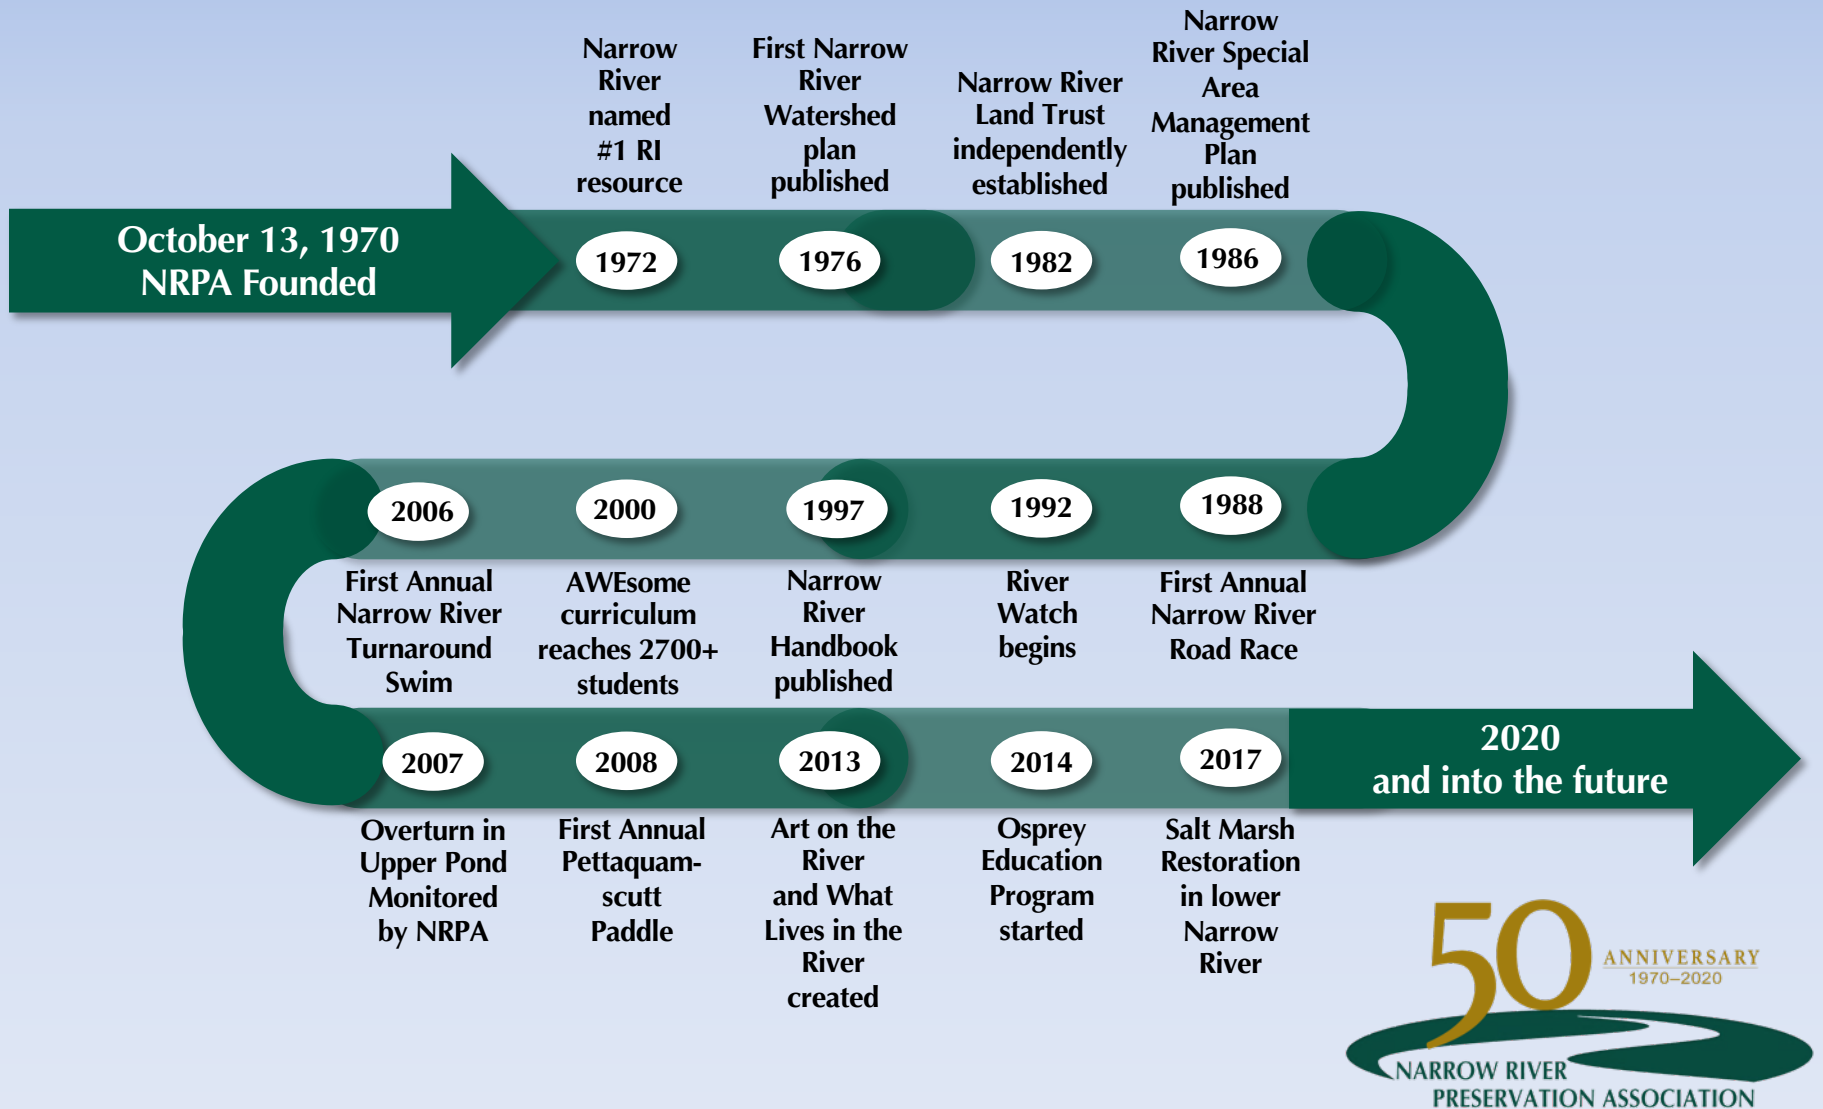 October 13, 1970
NRPA Founded
Narrow
River
named
#1 RI
resource
1972
First Narrow
River
Watershed
plan
published
1976
Narrow River
Land Trust
independently
established
1982
Narrow
River Special
Area
Management
Plan
published
1986
1988
First Annual
Narrow River
Road Race
1992
River
Watch
begins
1997
Narrow
River
Handbook
published
2000
AWEsome
curriculum
reaches 2700+
students
2006
First Annual
Narrow River
Turnaround
Swim
2007
Overturn in
Upper Pond
Monitored
by NRPA
2008
First Annual
Pettaquam-
scutt
Paddle
2013
Art on the
River
and What
Lives in the
River
created
2014
Osprey
Education
Program
started
2017
Salt Marsh
Restoration
in lower
Narrow
River
2020
and into the future
50
ANNIVERSARY
1970–2020
NARROW RIVER
PRESERVATION ASSOCIATION